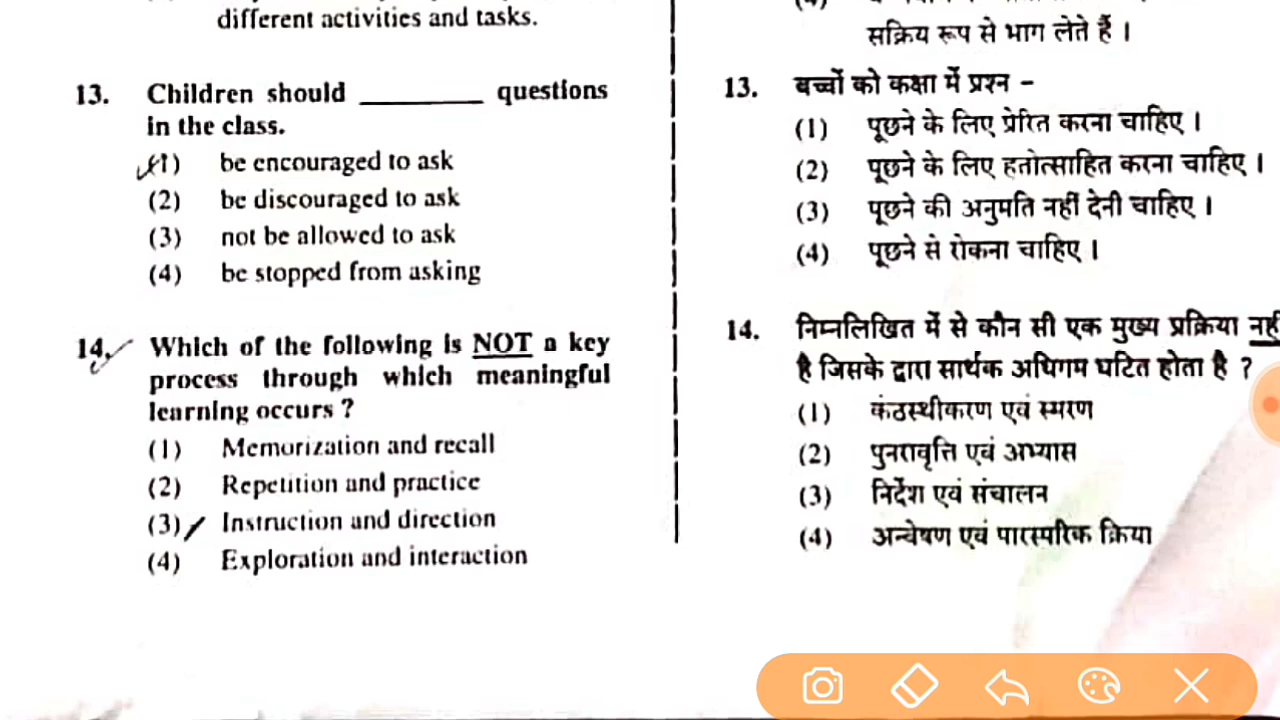 different activities and tasks.
13. Children should ________ questions
in the class.
(1) be encouraged to ask
(2) be discouraged to ask
(3) not be allowed to ask
(4) be stopped from asking
14. Which of the following is NOT a key
process through which meaningful
learning occurs ?
(1) Memorization and recall
(2) Repetition and practice
(3) Instruction and direction
(4) Exploration and interaction
सक्रिय रूप से भाग लेते हैं ।
13. बच्चों को कक्षा में प्रश्न –
(1) पूछने के लिए प्रेरित करना चाहिए ।
(2) पूछने के लिए हतोत्साहित करना चाहिए ।
(3) पूछने की अनुमति नहीं देनी चाहिए ।
(4) पूछने से रोकना चाहिए ।
14. निम्नलिखित में से कौन सी एक मुख्य प्रक्रिया
है जिसके द्वारा सार्थक अधिगम घटित होता है ?
(1) कंठस्थीकरण एवं स्मरण
(2) पुनरावृत्ति एवं अभ्यास
(3) निर्देश एवं संचालन
(4) अन्वेषण एवं पारस्परिक क्रिया